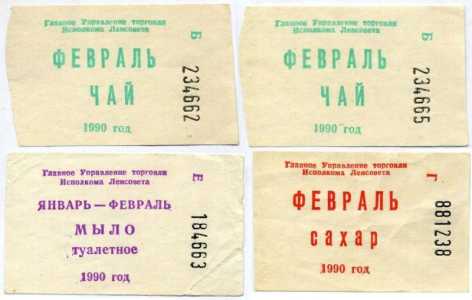 Главное Управление торговли
Исполкома Ленсовета
ФЕВРАЛЬ
ЧАЙ
1990 год
Б
234662
Главное Управление торговли
Исполкома Ленсовета
ФЕВРАЛЬ
ЧАЙ
1990 год
Б
234665
Главное Управление торговли
Исполкома Ленсовета
ЯНВАРЬ — ФЕВРАЛЬ
МЫЛО
туалетное
1990 год
Е
184663
Главное Управление торговли
Исполкома Ленсовета
ФЕВРАЛЬ
сахар
1990 год
Г
881238